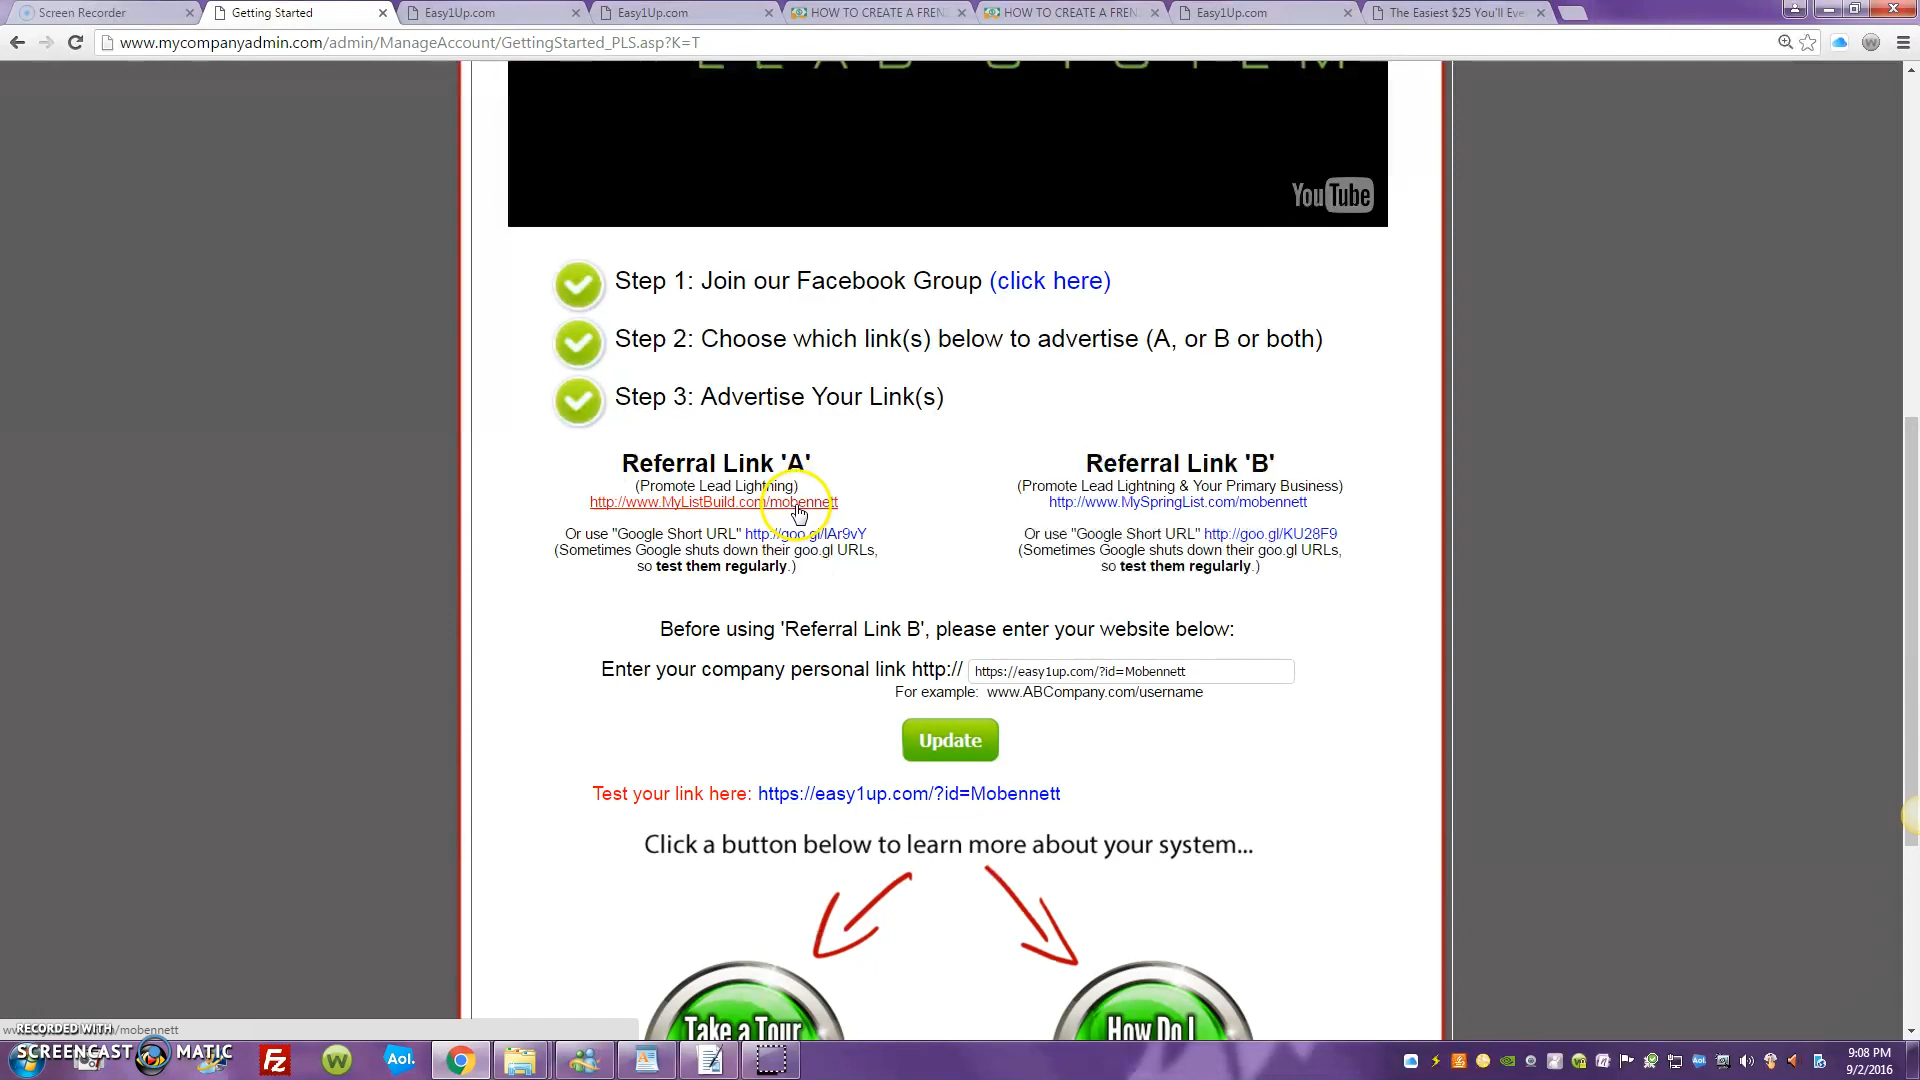 Screen Recorder
Getting Started
Easy1Up.com
Easy1Up.com
HOW TO CREATE A FREN
HOW TO CREATE A FREN
Easy1Up.com
The Easiest $25 You'll Eve
www.mycompanyadmin.com/admin/ManageAccount/GettingStarted_PLS.asp?K=T
LEAD SYSTEM
YouTube
Step 1: Join our Facebook Group (click here)
Step 2: Choose which link(s) below to advertise (A, or B or both)
Step 3: Advertise Your Link(s)
Referral Link 'A'
(Promote Lead Lightning)
http://www.MyListBuild.com/mobennett
Or use "Google Short URL" http://goo.gl/lAr9vY
(Sometimes Google shuts down their goo.gl URLs,
so test them regularly.)
Referral Link 'B'
(Promote Lead Lightning & Your Primary Business)
http://www.MySpringList.com/mobennett
Or use "Google Short URL" http://goo.gl/KU28F9
(Sometimes Google shuts down their goo.gl URLs,
so test them regularly.)
Before using 'Referral Link B', please enter your website below:
Enter your company personal link http:// https://easy1up.com/?id=Mobennett
For example: www.ABCompany.com/username
Update
Test your link here: https://easy1up.com/?id=Mobennett
Click a button below to learn more about your system...
Take a Tour
How Do I
/mobennett
RECORDED WITH
SCREENCAST MATIC
Aol.
9:08 PM
9/2/2016